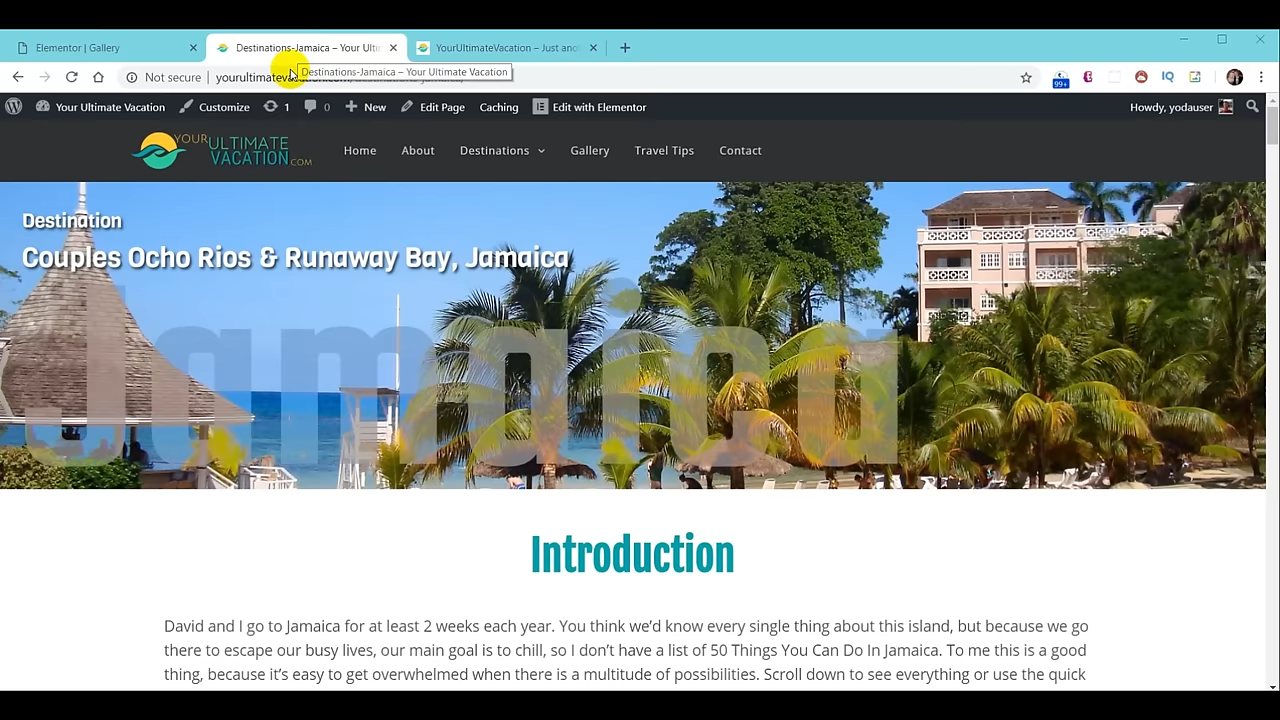 Elementor | Gallery
Destinations-Jamaica – Your Ulti
YourUltimateVacation – Just ano
Not secure
yourultimatevacation.com
Destinations-Jamaica – Your Ultimate Vacation
99+
IQ
Your Ultimate Vacation
Customize
1
0
New
Edit Page
Caching
Edit with Elementor
Howdy, yodauser
YOURULTIMATE
VACATION.COM
Home
About
Destinations
Gallery
Travel Tips
Contact
Destination
Couples Ocho Rios & Runaway Bay, Jamaica
Jamaica
Introduction
David and I go to Jamaica for at least 2 weeks each year. You think we’d know every single thing about this island, but because we go
there to escape our busy lives, our main goal is to chill, so I don’t have a list of 50 Things You Can Do In Jamaica. To me this is a good
thing, because it’s easy to get overwhelmed when there is a multitude of possibilities. Scroll down to see everything or use the quick